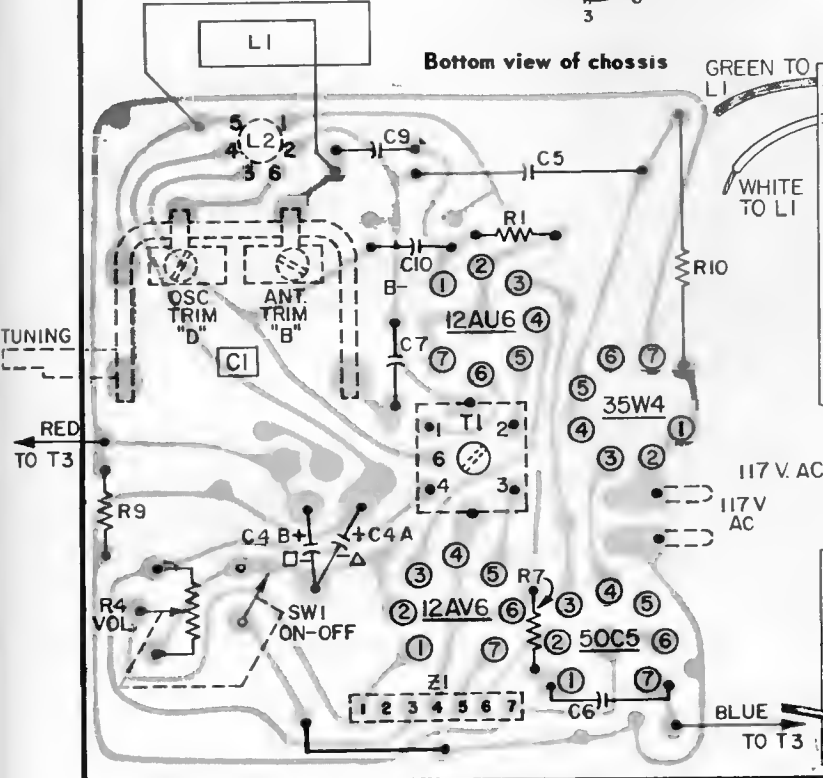 3
L1
Bottom view of chossis
GREEN TO
L1
5 1
L2
4 2
3 6
C9
C5
WHITE
TO L1
R1
C10
R10
B-
1 2 3
12AU6 4
7 6 5
OSC
TRIM
"D"
ANT.
TRIM
"B"
TUNING
C1
C7
6 7
5
35W4
4 1
3 2
T1
1 2
6
4 3
RED
TO T3
R9
117 V. AC
117V
AC
C4 B+
+C4A
□-
-△
4
3 5
2 12AV6 6
1 7
R7
4
3 5
2 50C5 6
1 7
R4
VOL.
SW1
ON-OFF
Z1
1 2 3 4 5 6 7
C6
BLUE
TO T3